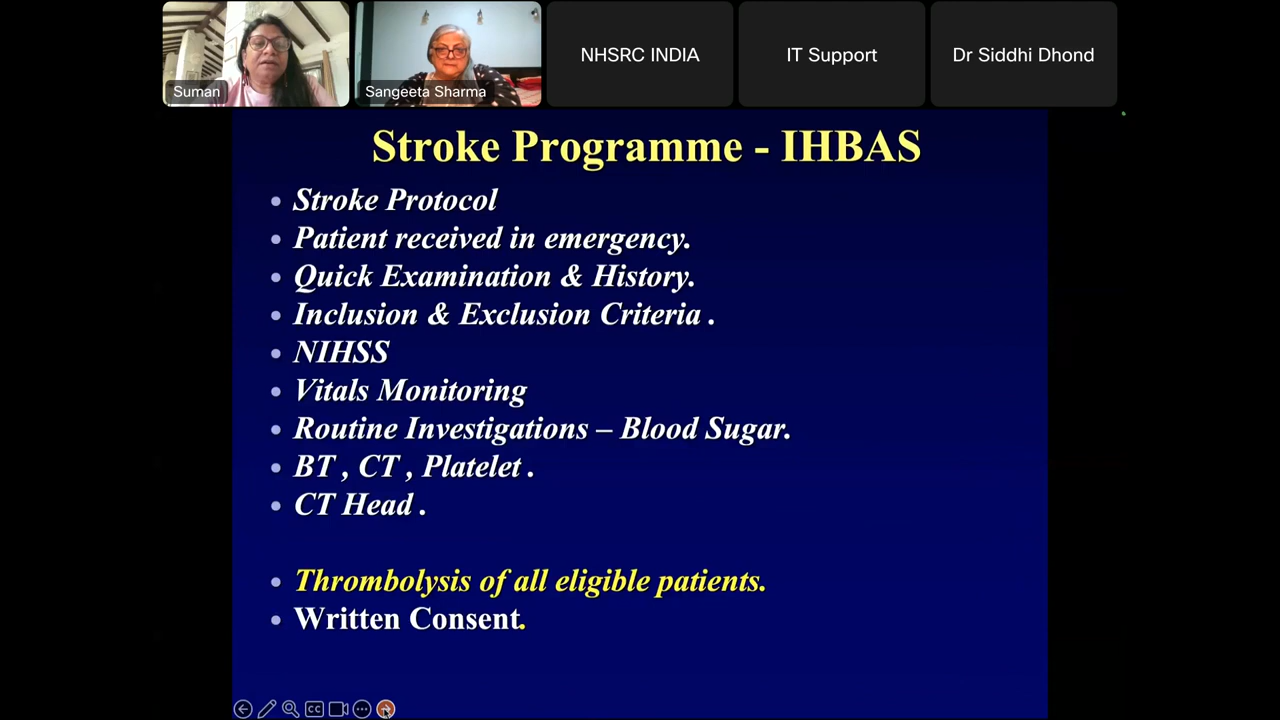 Suman
Sangeeta Sharma
NHSRC INDIA
IT Support
Dr Siddhi Dhond
Stroke Programme - IHBAS
Stroke Protocol
Patient received in emergency.
Quick Examination & History.
Inclusion & Exclusion Criteria .
NIHSS
Vitals Monitoring
Routine Investigations – Blood Sugar.
BT , CT , Platelet .
CT Head .
Thrombolysis of all eligible patients.
Written Consent.
CC